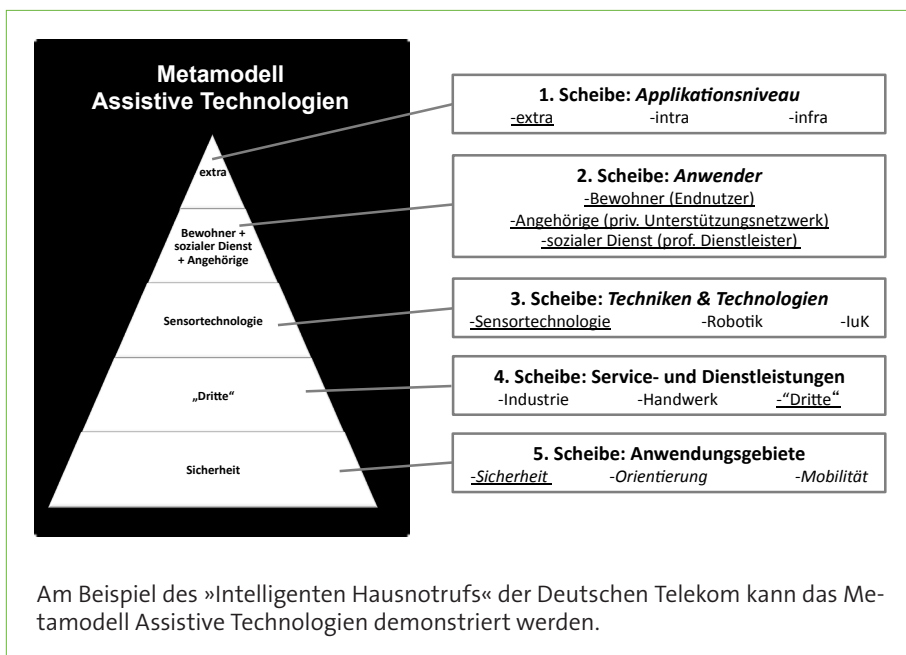 Metamodell
Assistive Technologien
extra
Bewohner +
sozialer Dienst
+ Angehörige
Sensortechnologie
„Dritte“
Sicherheit
1. Scheibe: Applikationsniveau
-extra -intra -infra
2. Scheibe: Anwender
-Bewohner (Endnutzer)
-Angehörige (priv. Unterstützungsnetzwerk)
-sozialer Dienst (prof. Dienstleister)
3. Scheibe: Techniken & Technologien
-Sensortechnologie -Robotik -IuK
4. Scheibe: Service- und Dienstleistungen
-Industrie -Handwerk -“Dritte“
5. Scheibe: Anwendungsgebiete
-Sicherheit -Orientierung -Mobilität
Am Beispiel des »Intelligenten Hausnotrufs« der Deutschen Telekom kann das Me-
tamodell Assistive Technologien demonstriert werden.